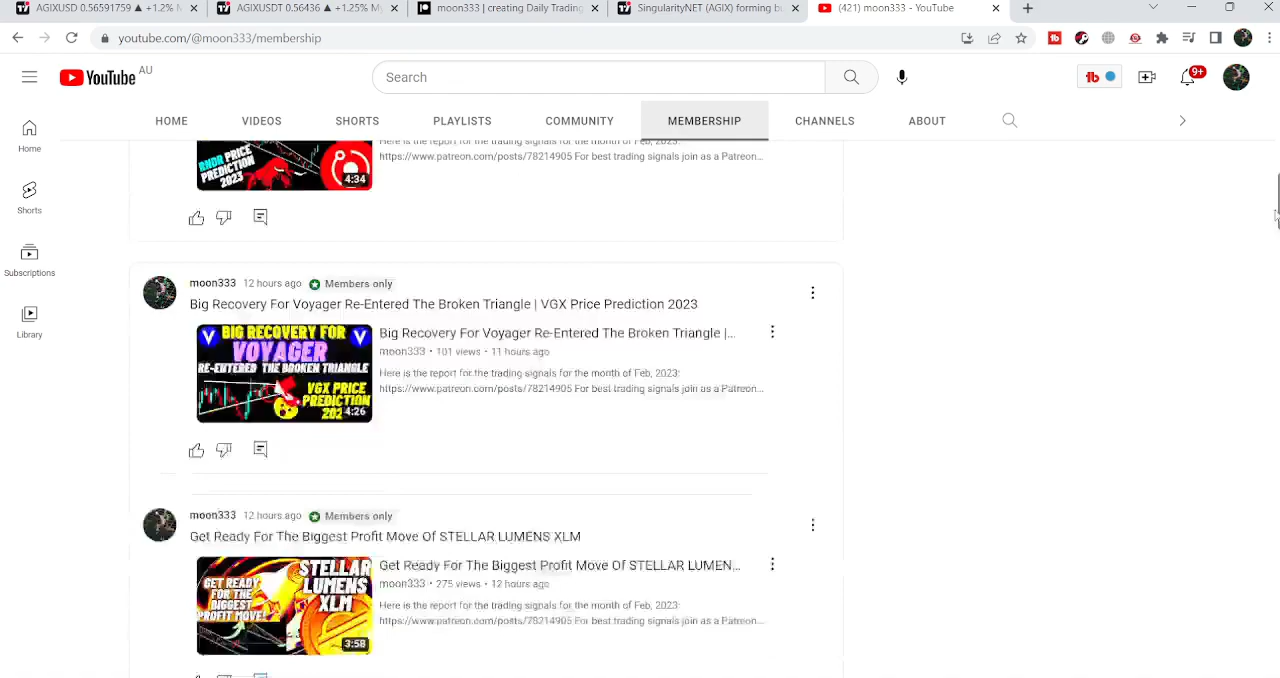 AGIXUSD 0.56591759 ▲ +1.2% M
AGIXUSDT 0.56436 ▲ +1.25% My
moon333 | creating Daily Trading
SingularityNET (AGIX) forming bu
(421) moon333 - YouTube
youtube.com/@moon333/membership
YouTube AU
Search
9+
HOME
VIDEOS
SHORTS
PLAYLISTS
COMMUNITY
MEMBERSHIP
CHANNELS
ABOUT
Home
Shorts
Subscriptions
Library
Here is the report for the trading signals for the month of Feb, 2023:
https://www.patreon.com/posts/78214905 For best trading signals join as a Patreon...
RNDR PRICE
PREDICTION
2023
4:34
moon333 12 hours ago Members only
Big Recovery For Voyager Re-Entered The Broken Triangle | VGX Price Prediction 2023
BIG RECOVERY FOR
VOYAGER
RE-ENTERED THE BROKEN TRIANGLE
VGX PRICE
PREDICTION
202
4:26
Big Recovery For Voyager Re-Entered The Broken Triangle |...
moon333 • 101 views • 11 hours ago
Here is the report for the trading signals for the month of Feb, 2023:
https://www.patreon.com/posts/78214905 For best trading signals join as a Patreon...
moon333 12 hours ago Members only
Get Ready For The Biggest Profit Move Of STELLAR LUMENS XLM
GET READY
FOR THE
BIGGEST
PROFIT MOVE!
STELLAR
LUMENS
XLM
3:58
Get Ready For The Biggest Profit Move Of STELLAR LUMEN...
moon333 • 275 views • 12 hours ago
Here is the report for the trading signals for the month of Feb, 2023:
https://www.patreon.com/posts/78214905 For best trading signals join as a Patreon...